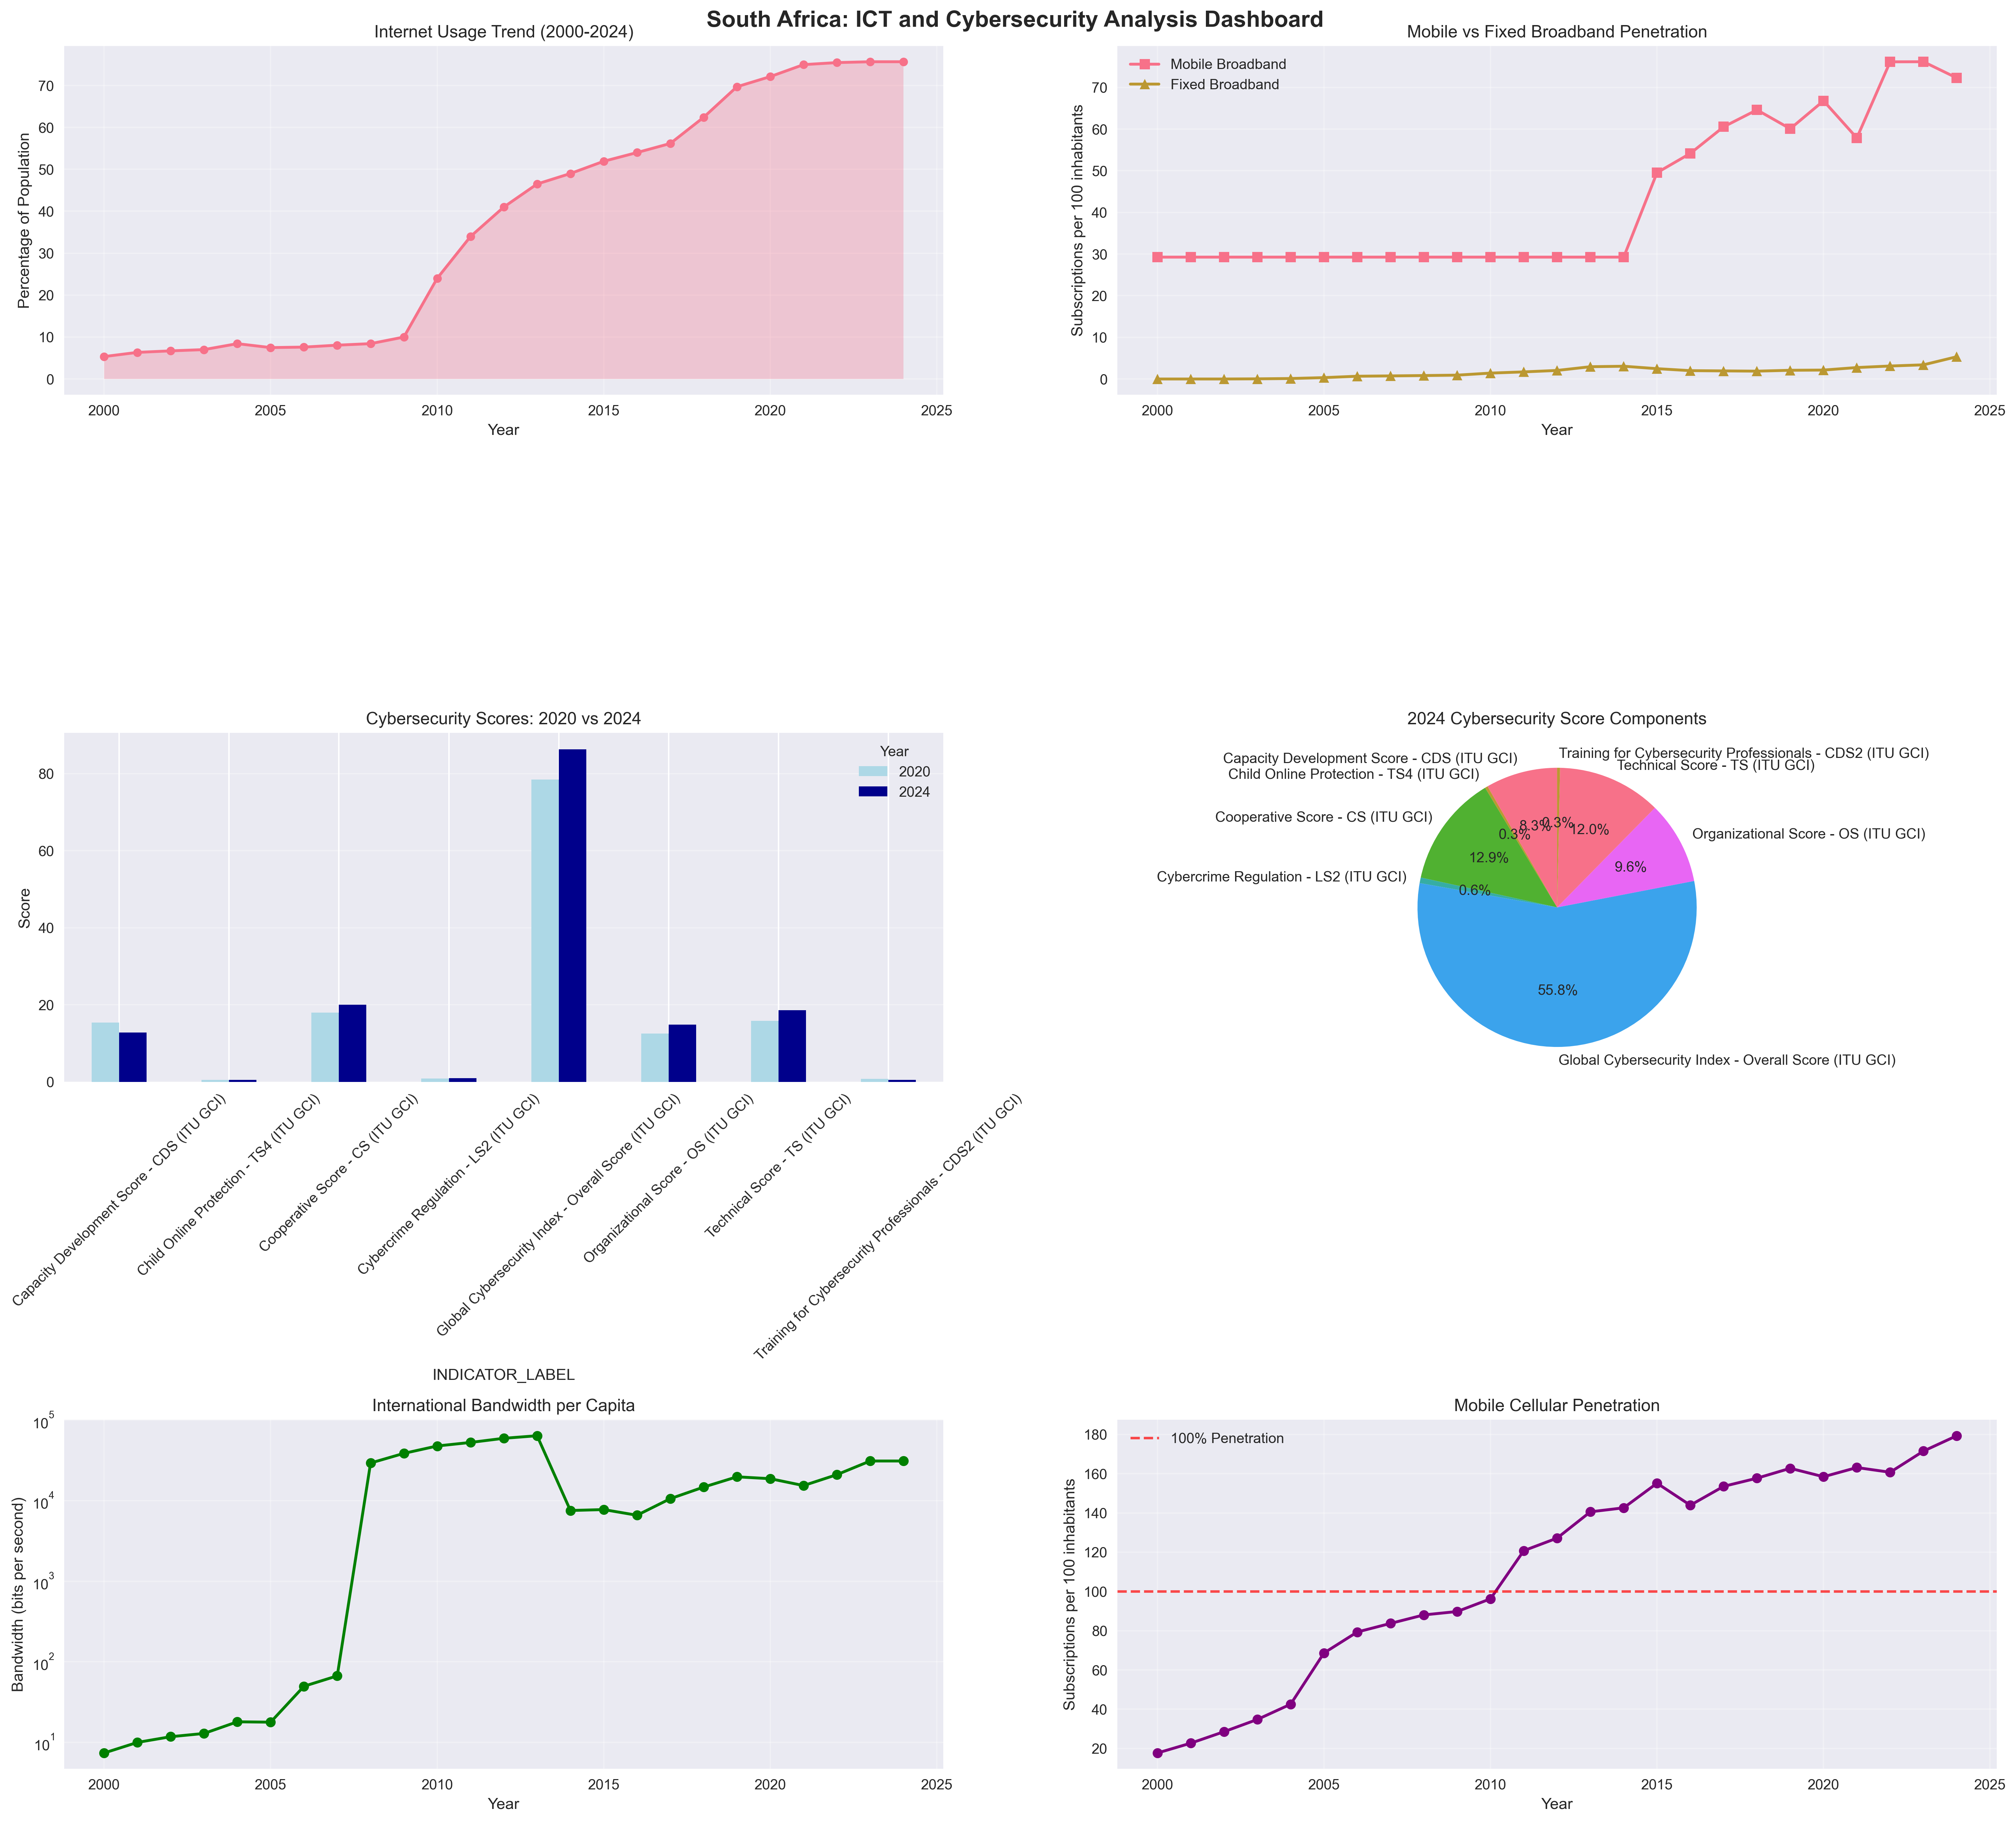 South Africa: ICT and Cybersecurity Analysis Dashboard
Internet Usage Trend (2000-2024)
Percentage of Population
70
60
50
40
30
20
10
0
2000
2005
2010
2015
2020
2025
Year
Mobile vs Fixed Broadband Penetration
Mobile Broadband
Fixed Broadband
Subscriptions per 100 inhabitants
70
60
50
40
30
20
10
0
2000
2005
2010
2015
2020
2025
Year
Cybersecurity Scores: 2020 vs 2024
Year
2020
2024
Score
80
60
40
20
0
Capacity Development Score - CDS (ITU GCI)
Child Online Protection - TS4 (ITU GCI)
Cooperative Score - CS (ITU GCI)
Cybercrime Regulation - LS2 (ITU GCI)
Global Cybersecurity Index - Overall Score (ITU GCI)
Organizational Score - OS (ITU GCI)
Technical Score - TS (ITU GCI)
Training for Cybersecurity Professionals - CDS2 (ITU GCI)
INDICATOR_LABEL
2024 Cybersecurity Score Components
Capacity Development Score - CDS (ITU GCI)
Child Online Protection - TS4 (ITU GCI)
Cooperative Score - CS (ITU GCI)
Cybercrime Regulation - LS2 (ITU GCI)
Global Cybersecurity Index - Overall Score (ITU GCI)
Organizational Score - OS (ITU GCI)
Technical Score - TS (ITU GCI)
Training for Cybersecurity Professionals - CDS2 (ITU GCI)
8.3%
0.3%
12.9%
0.6%
55.8%
9.6%
12.0%
0.3%
International Bandwidth per Capita
Bandwidth (bits per second)
10^5
10^4
10^3
10^2
10^1
2000
2005
2010
2015
2020
2025
Year
Mobile Cellular Penetration
100% Penetration
Subscriptions per 100 inhabitants
180
160
140
120
100
80
60
40
20
2000
2005
2010
2015
2020
2025
Year